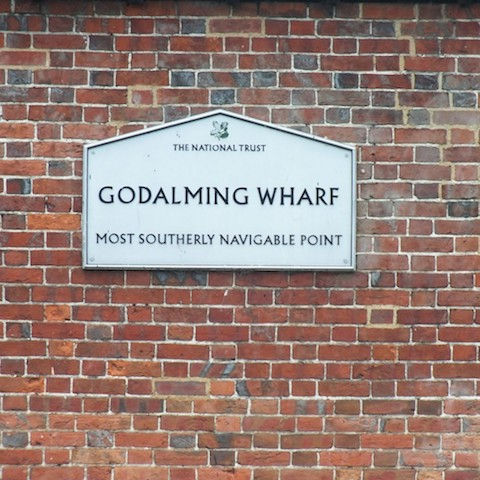 THE NATIONAL TRUST
GODALMING WHARF
MOST SOUTHERLY NAVIGABLE POINT